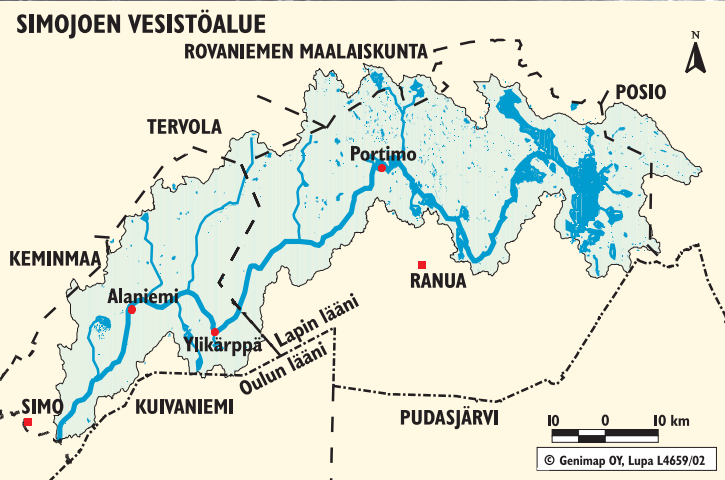 SIMOJOEN VESISTÖALUE
ROVANIEMEN MAALAISKUNTA
N
POSIO
TERVOLA
Portimo
KEMINMAA
RANUA
Alaniemi
Ylikärppä
Lapin lääni
Oulun lääni
SIMO
KUIVANIEMI
PUDASJÄRVI
10 0 10 km
© Genimap OY, Lupa L4659/02